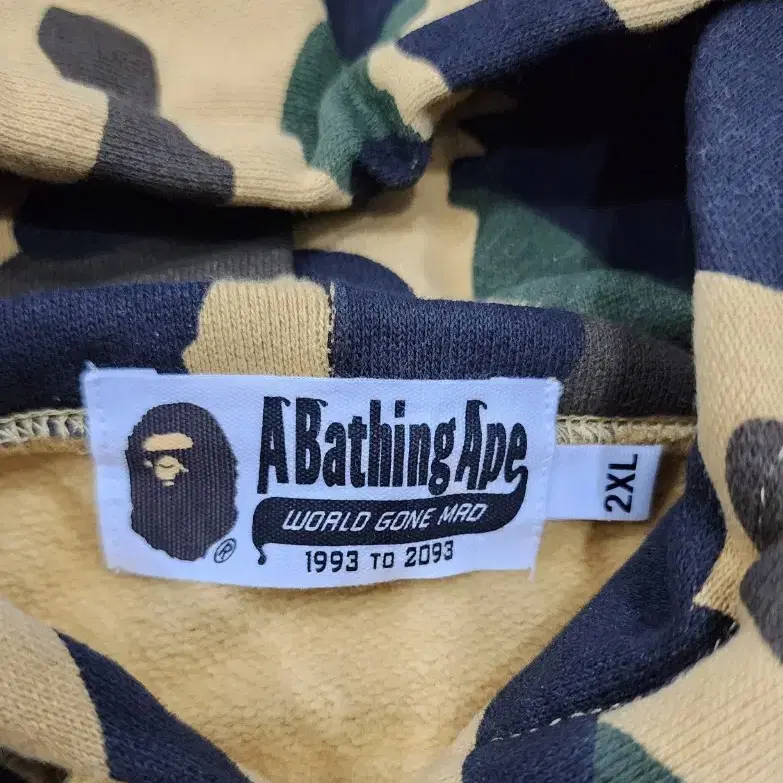 A Bathing Ape
WORLD GONE MAD
1993 TO 2093
®
2XL